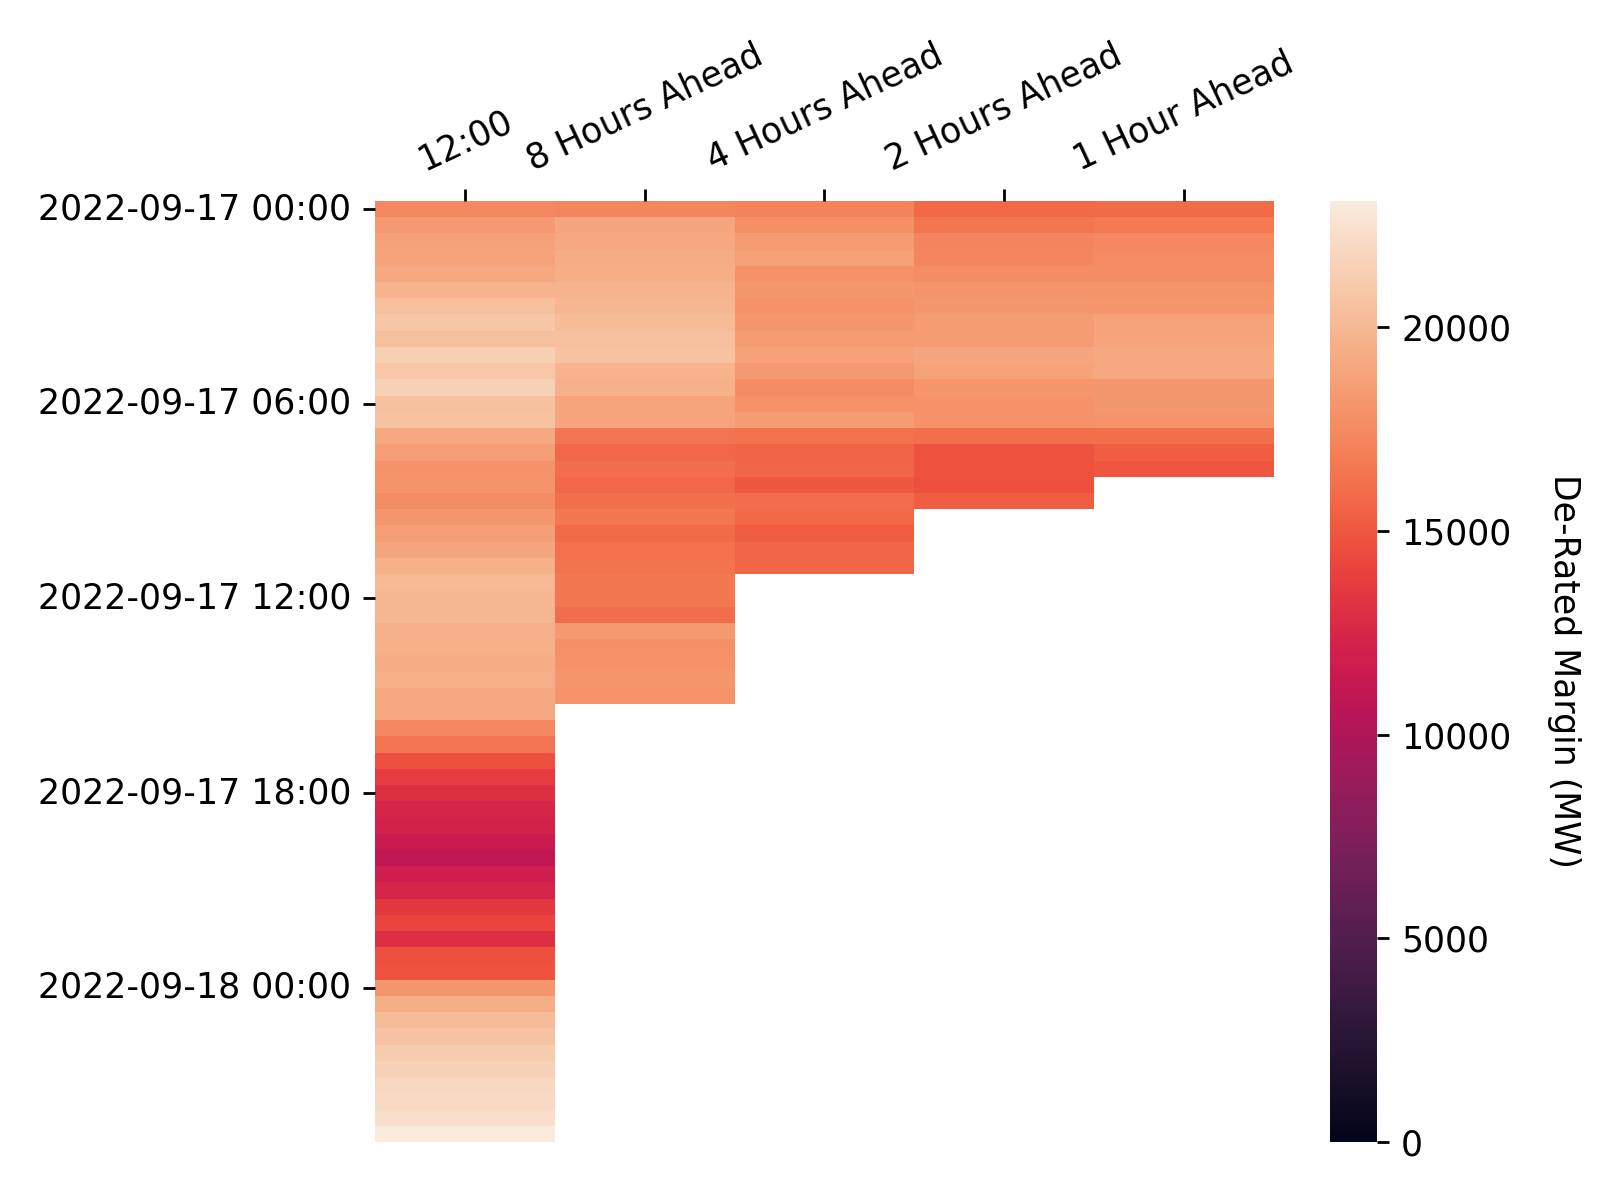 12:00
8 Hours Ahead
4 Hours Ahead
2 Hours Ahead
1 Hour Ahead
2022-09-17 00:00
2022-09-17 06:00
2022-09-17 12:00
2022-09-17 18:00
2022-09-18 00:00
20000
15000
10000
5000
0
De-Rated Margin (MW)